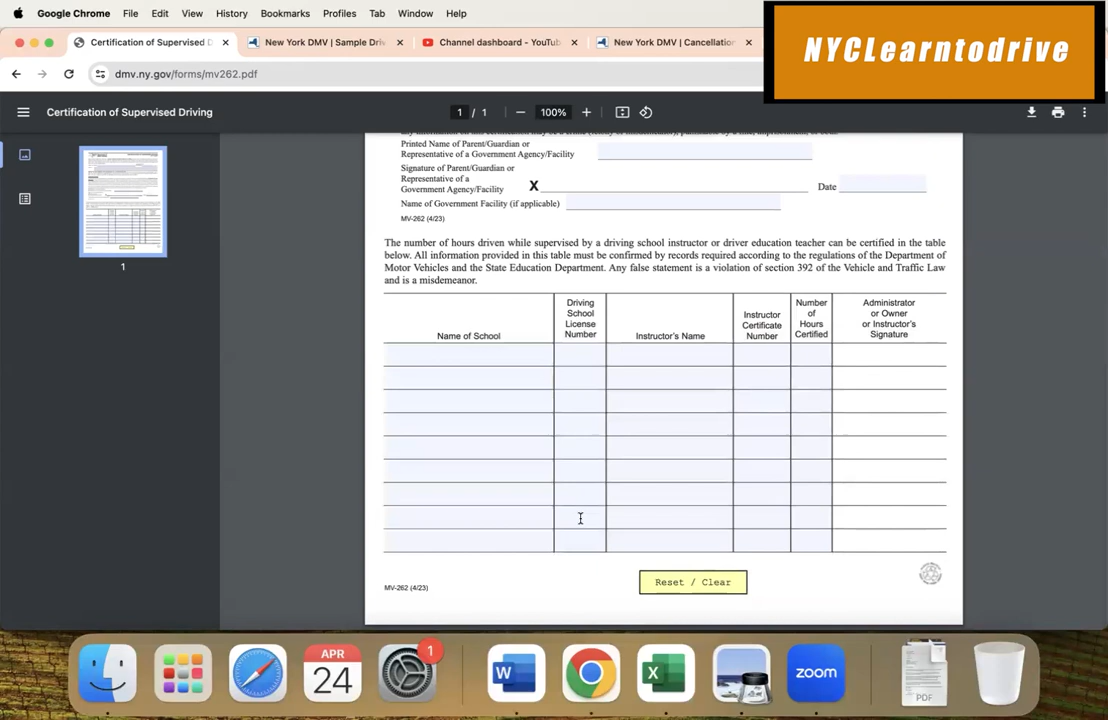 Google Chrome File Edit View History Bookmarks Profiles Tab Window Help
NYCLearntodrive
Certification of Supervised D
New York DMV | Sample Driv
Channel dashboard - YouTub
New York DMV | Cancellation
dmv.ny.gov/forms/mv262.pdf
Certification of Supervised Driving
1 / 1
100%
1
Printed Name of Parent/Guardian or
Representative of a Government Agency/Facility
Signature of Parent/Guardian or
Representative of a
Government Agency/Facility
X
Date
Name of Government Facility (if applicable)
MV-262 (4/23)
The number of hours driven while supervised by a driving school instructor or driver education teacher can be certified in the table
below. All information provided in this table must be confirmed by records required according to the regulations of the Department of
Motor Vehicles and the State Education Department. Any false statement is a violation of section 392 of the Vehicle and Traffic Law
and is a misdemeanor.
Name of School
Driving
School
License
Number
Instructor's Name
Instructor
Certificate
Number
Number
of
Hours
Certified
Administrator
or Owner
or Instructor's
Signature
MV-262 (4/23)
Reset / Clear
APR
24
1
W
X
zoom
PDF